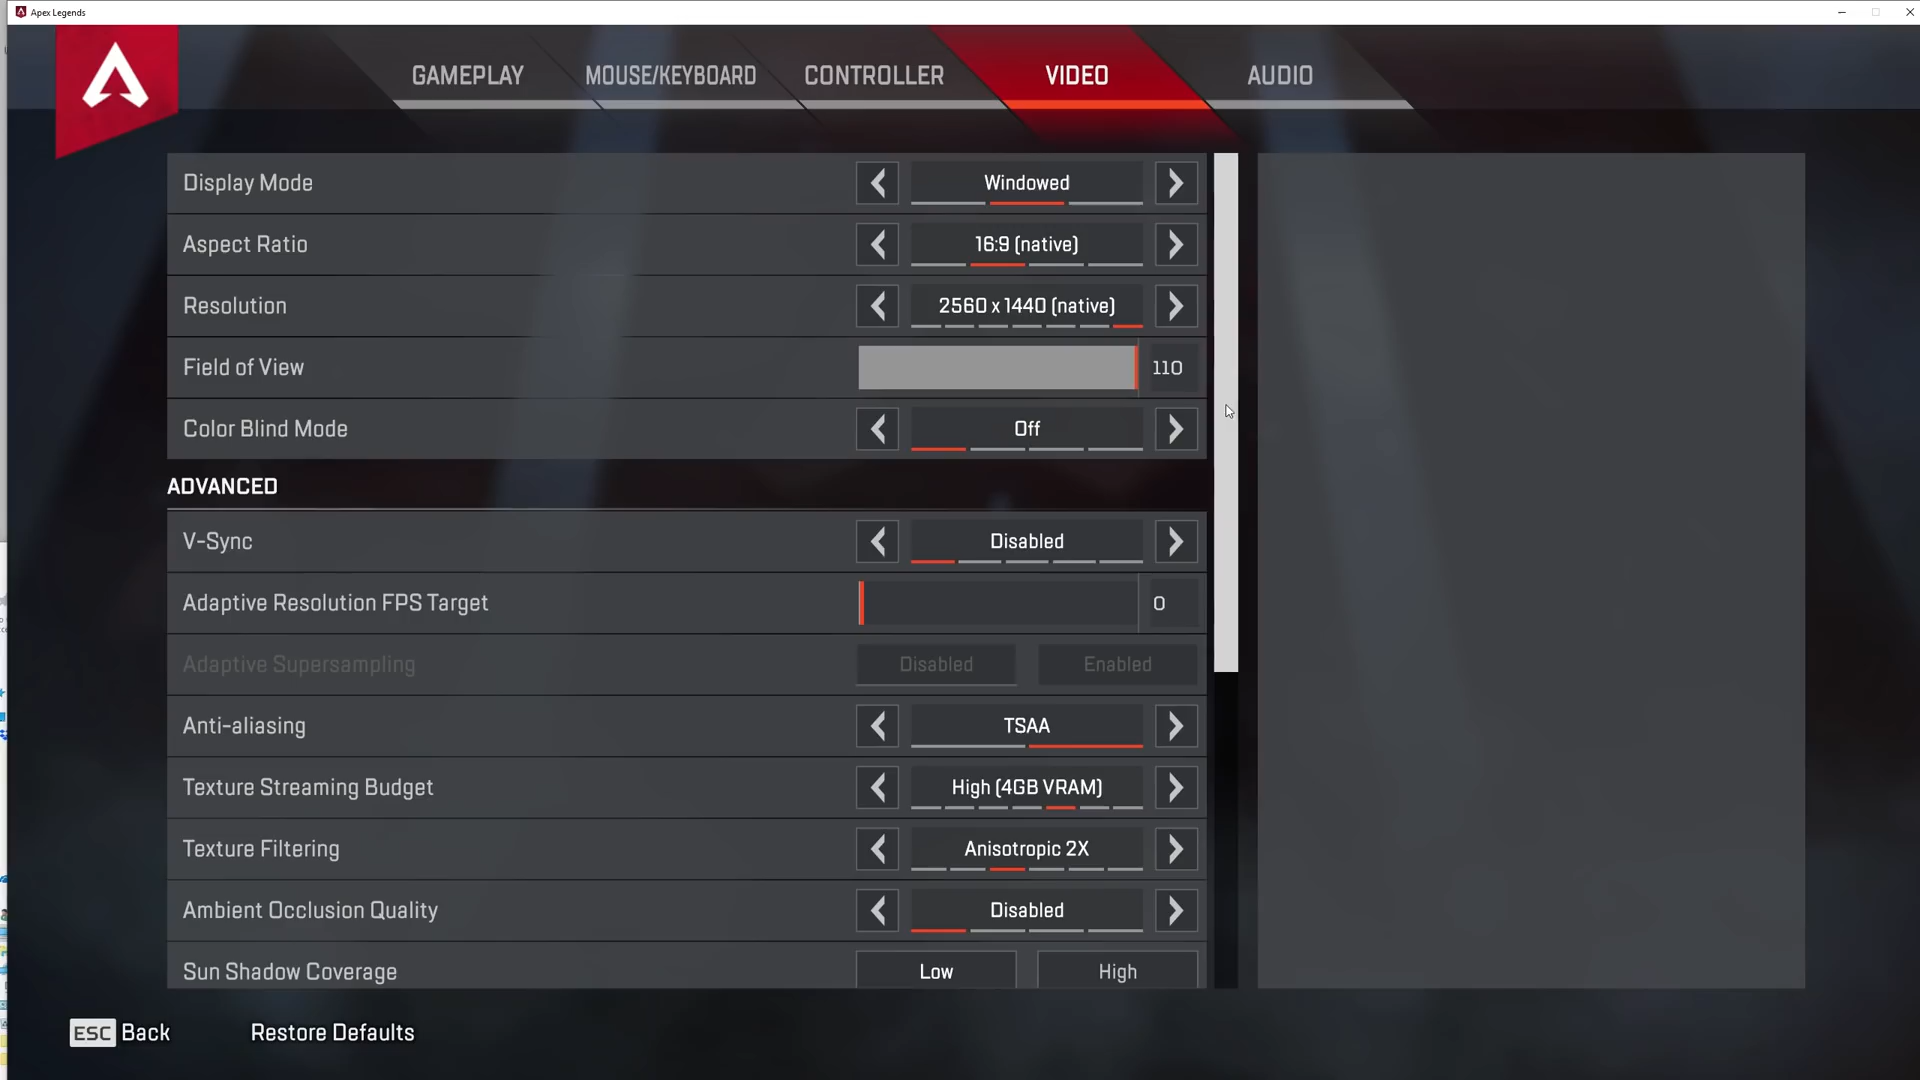 Apex Legends
GAMEPLAY
MOUSE/KEYBOARD
CONTROLLER
VIDEO
AUDIO
Display Mode
Windowed
Aspect Ratio
16:9 (native)
Resolution
2560 x 1440 (native)
Field of View
110
Color Blind Mode
Off
ADVANCED
V-Sync
Disabled
Adaptive Resolution FPS Target
0
Adaptive Supersampling
Disabled
Enabled
Anti-aliasing
TSAA
Texture Streaming Budget
High (4GB VRAM)
Texture Filtering
Anisotropic 2X
Ambient Occlusion Quality
Disabled
Sun Shadow Coverage
Low
High
ESC Back
Restore Defaults